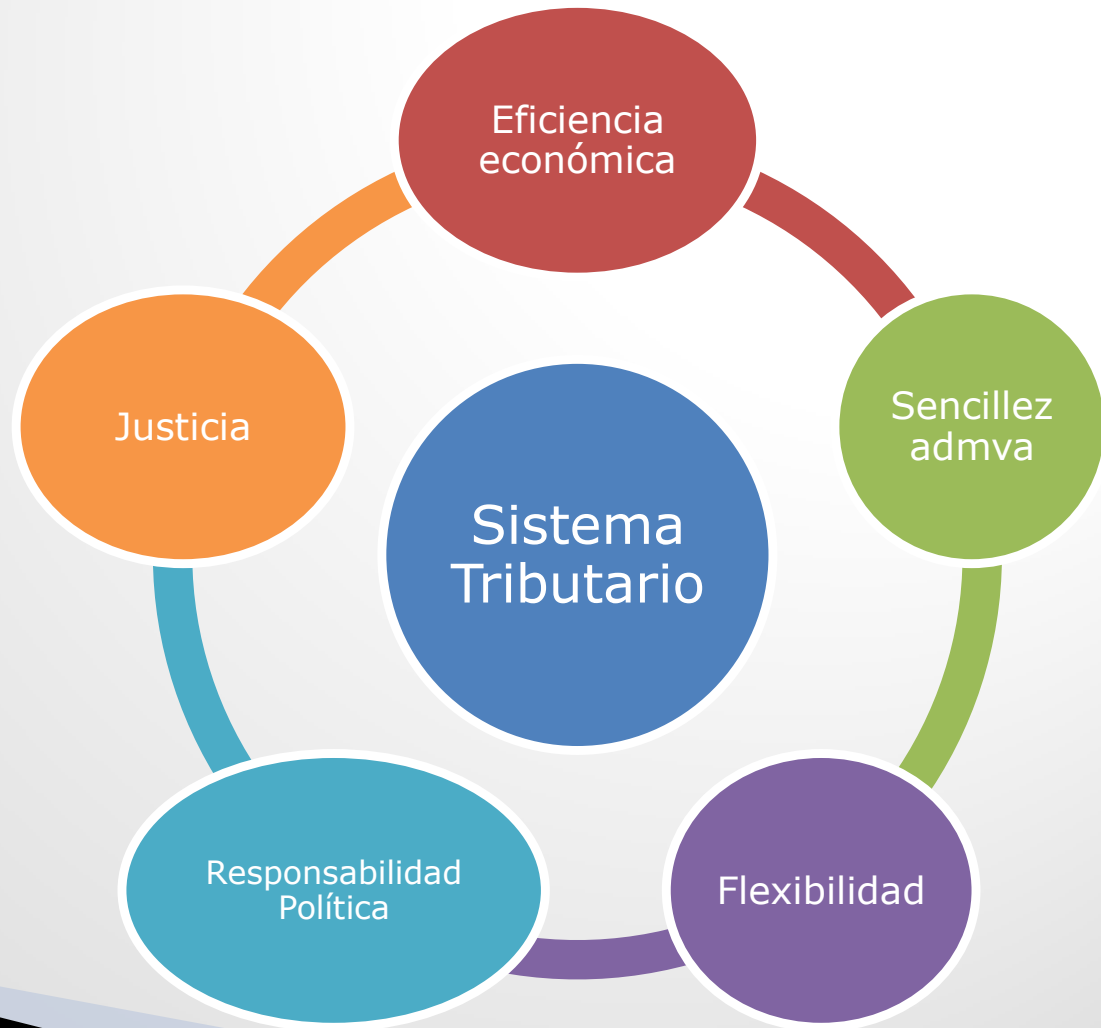 Eficiencia
económica
Sencillez
admva
Flexibilidad
Responsabilidad
Política
Justicia
Sistema
Tributario